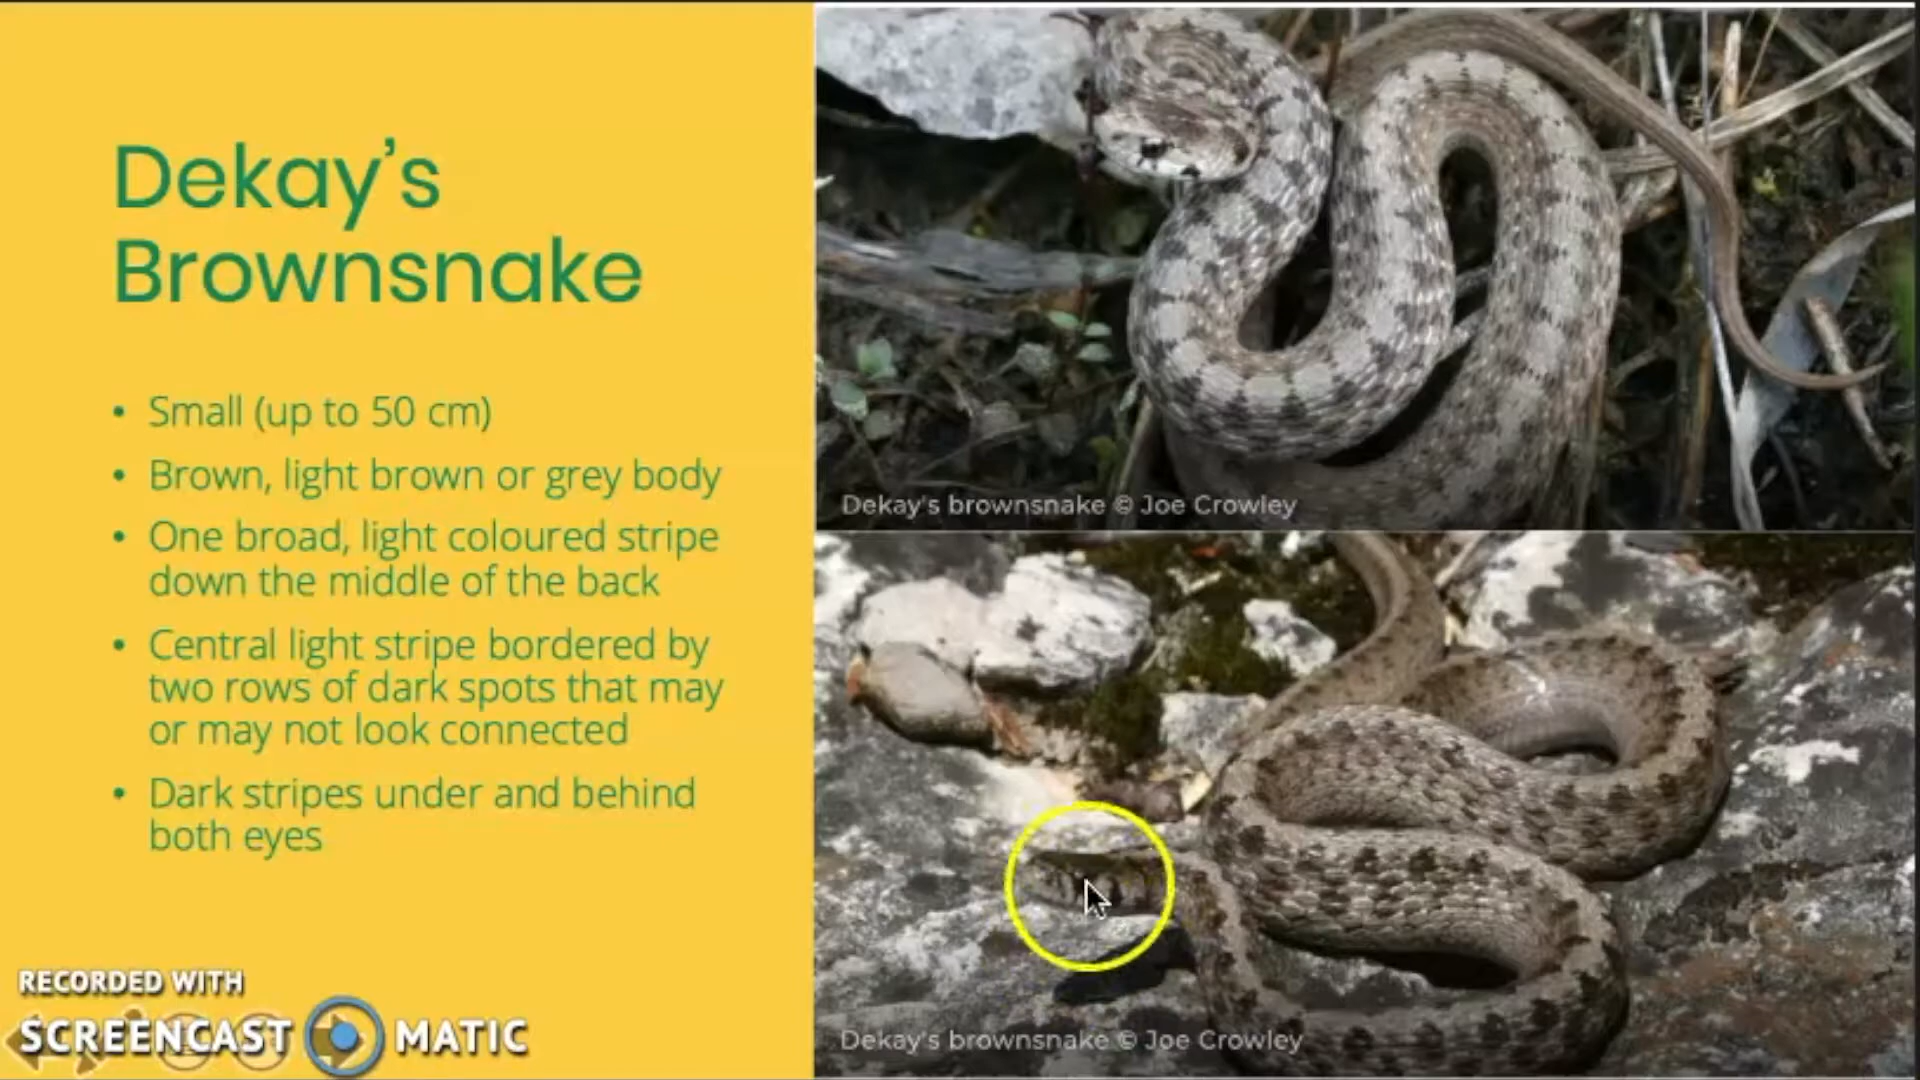 Dekay's
Brownsnake
• Small (up to 50 cm)
• Brown, light brown or grey body
• One broad, light coloured stripe
down the middle of the back
• Central light stripe bordered by
two rows of dark spots that may
or may not look connected
• Dark stripes under and behind
both eyes
RECORDED WITH
SCREENCAST MATIC
Dekay's brownsnake © Joe Crowley
Dekay's brownsnake © Joe Crowley